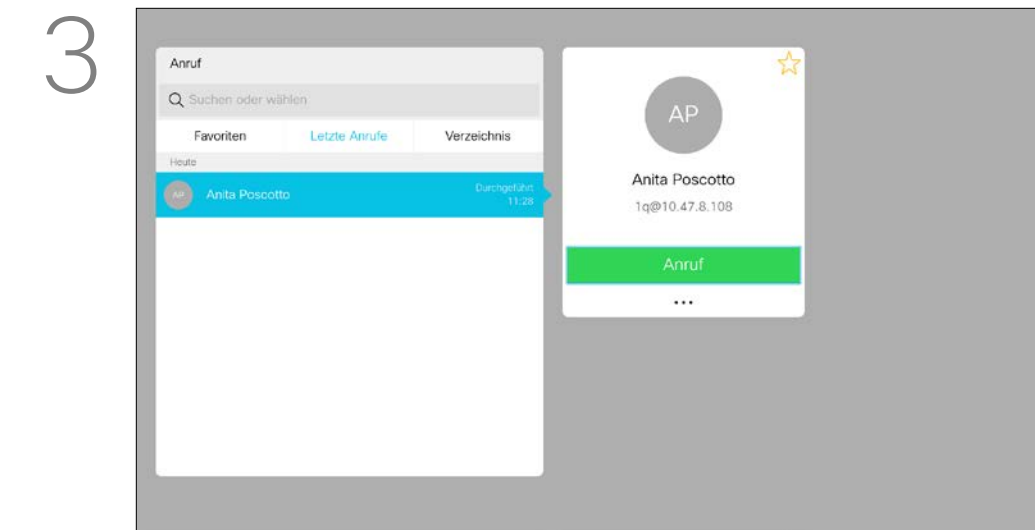 3
Anruf
Suchen oder wählen
Favoriten Letzte Anrufe Verzeichnis
Heute
AP Anita Poscotto Durchgeführt
11:28
AP
Anita Poscotto
1q@10.47.8.108
Anruf
...